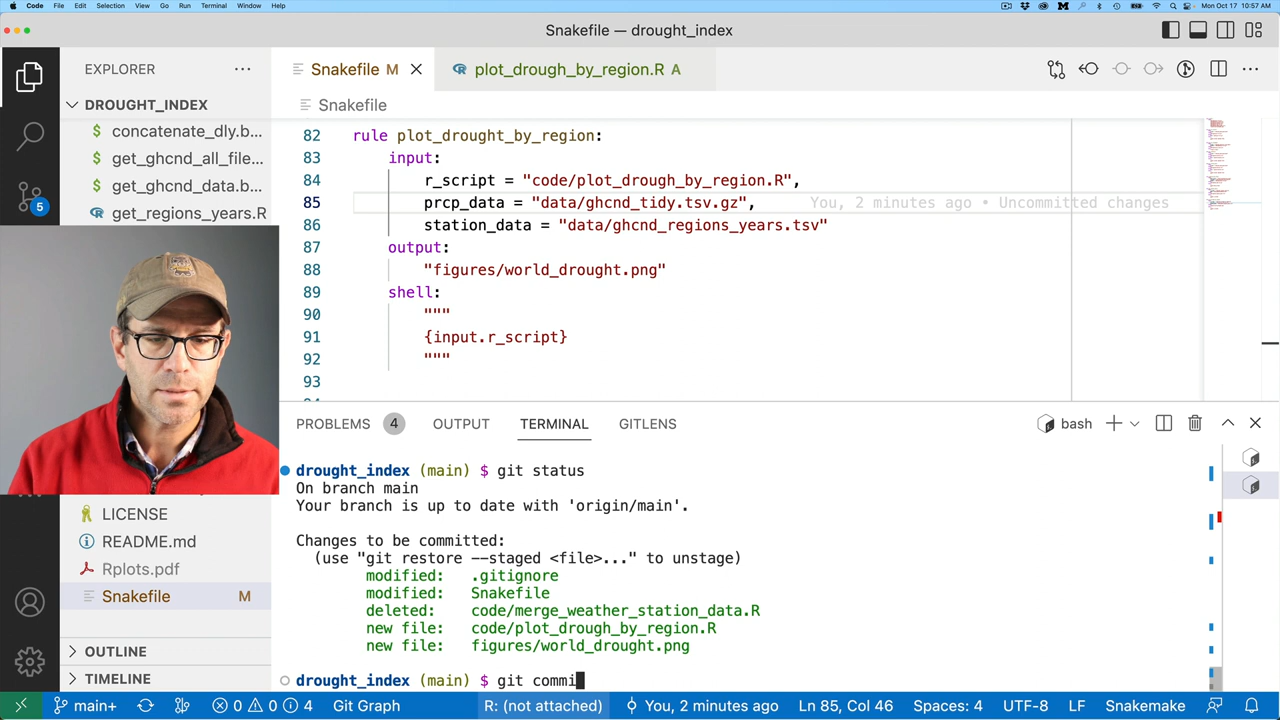 Code File Edit Selection View Go Run Terminal Window Help
Mon Oct 17 10:57 AM
Snakefile — drought_index
EXPLORER
Snakefile M
plot_drough_by_region.R A
DROUGHT_INDEX
Snakefile
$ concatenate_dly.b...
$ get_ghcnd_all_file...
$ get_ghcnd_data.b...
get_regions_years.R
5
82 rule plot_drought_by_region:
83 input:
84 r_script = "code/plot_drough_by_region.R",
85 prcp_data = "data/ghcnd_tidy.tsv.gz", You, 2 minutes ago • Uncommitted changes
86 station_data = "data/ghcnd_regions_years.tsv"
87 output:
88 "figures/world_drought.png"
89 shell:
90 """
91 {input.r_script}
92 """
93
PROBLEMS 4 OUTPUT TERMINAL GITLENS
bash
drought_index (main) $ git status
On branch main
Your branch is up to date with 'origin/main'.
Changes to be committed:
(use "git restore --staged <file>..." to unstage)
modified: .gitignore
modified: Snakefile
deleted: code/merge_weather_station_data.R
new file: code/plot_drough_by_region.R
new file: figures/world_drought.png
drought_index (main) $ git commi
LICENSE
README.md
Rplots.pdf
Snakefile M
OUTLINE
TIMELINE
main+ 0 0 4 Git Graph R: (not attached) You, 2 minutes ago Ln 85, Col 46 Spaces: 4 UTF-8 LF Snakemake